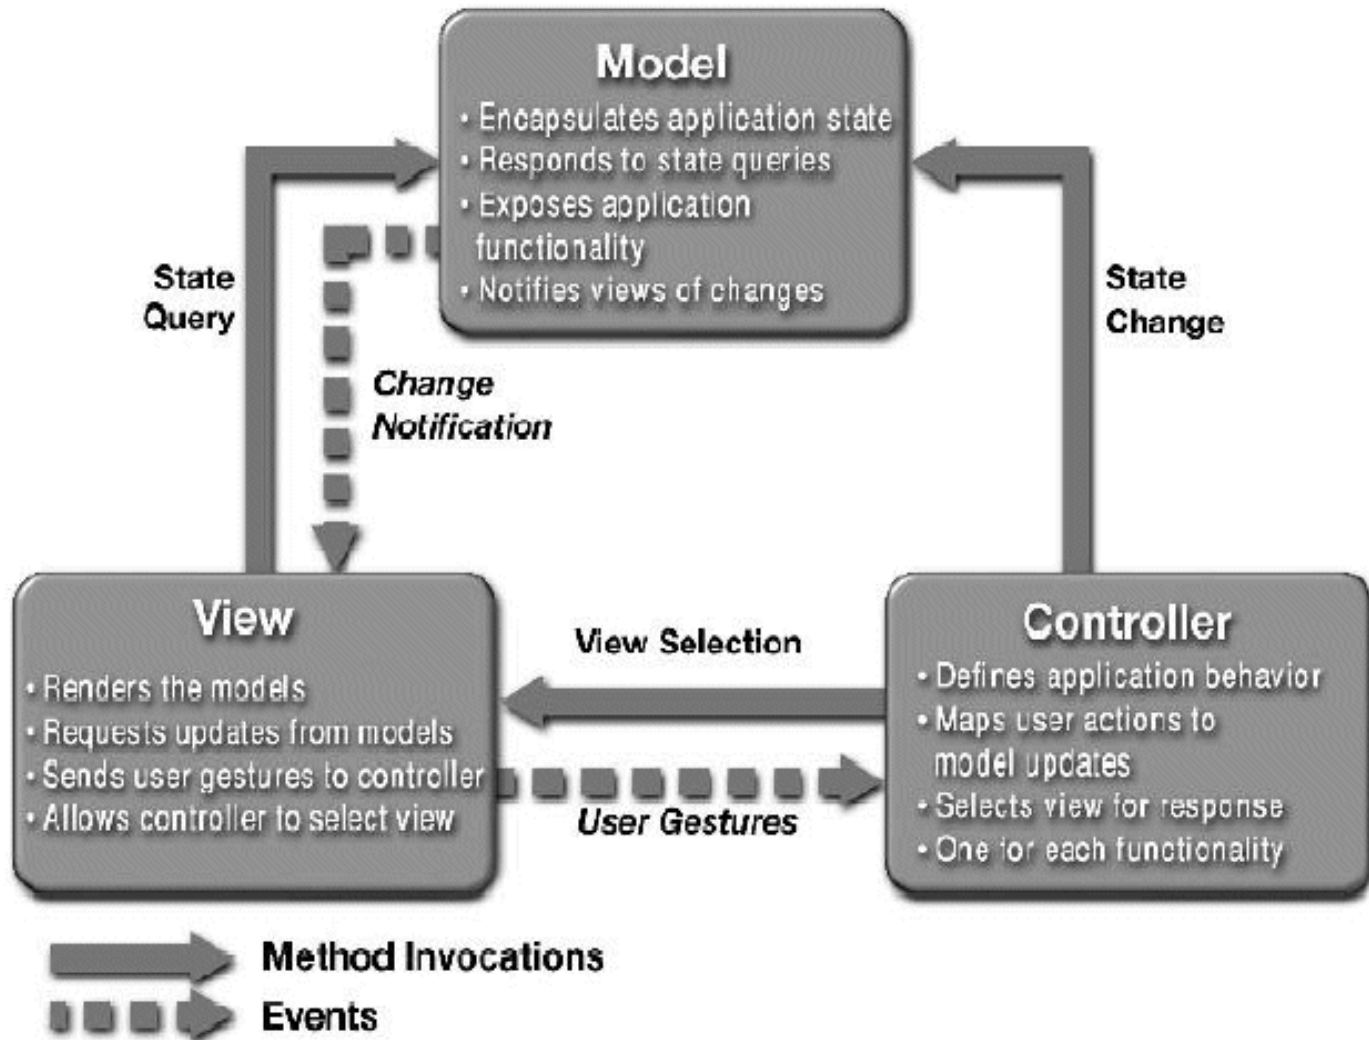 Model
• Encapsulates application state
• Responds to state queries
• Exposes application
functionality
• Notifies views of changes
State
Query
Change
Notification
State
Change
View
• Renders the models
• Requests updates from models
• Sends user gestures to controller
• Allows controller to select view
View Selection
User Gestures
Controller
• Defines application behavior
• Maps user actions to
model updates
• Selects view for response
• One for each functionality
Method Invocations
Events